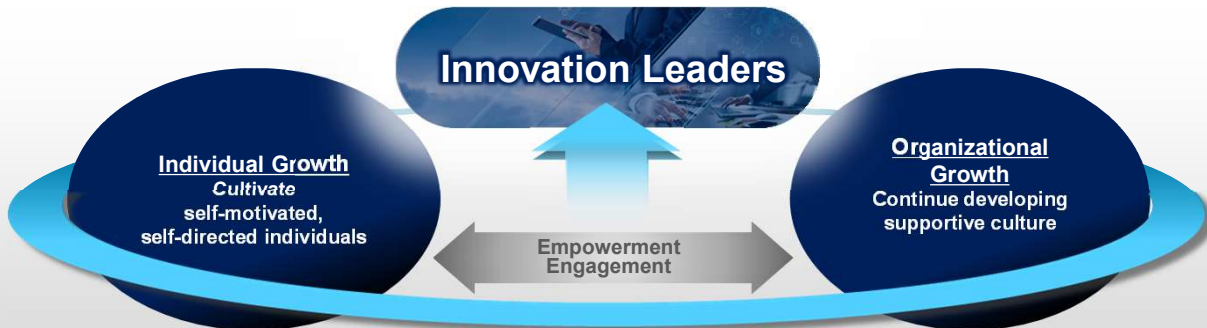 Innovation Leaders
Individual Growth
Cultivate
self-motivated,
self-directed individuals
Empowerment
Engagement
Organizational
Growth
Continue developing
supportive culture